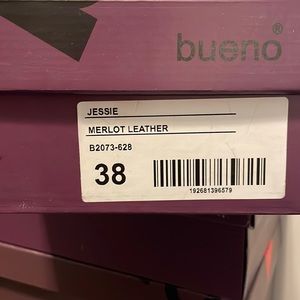 bueno®
JESSIE
MERLOT LEATHER
B2073-628
38
192681396579